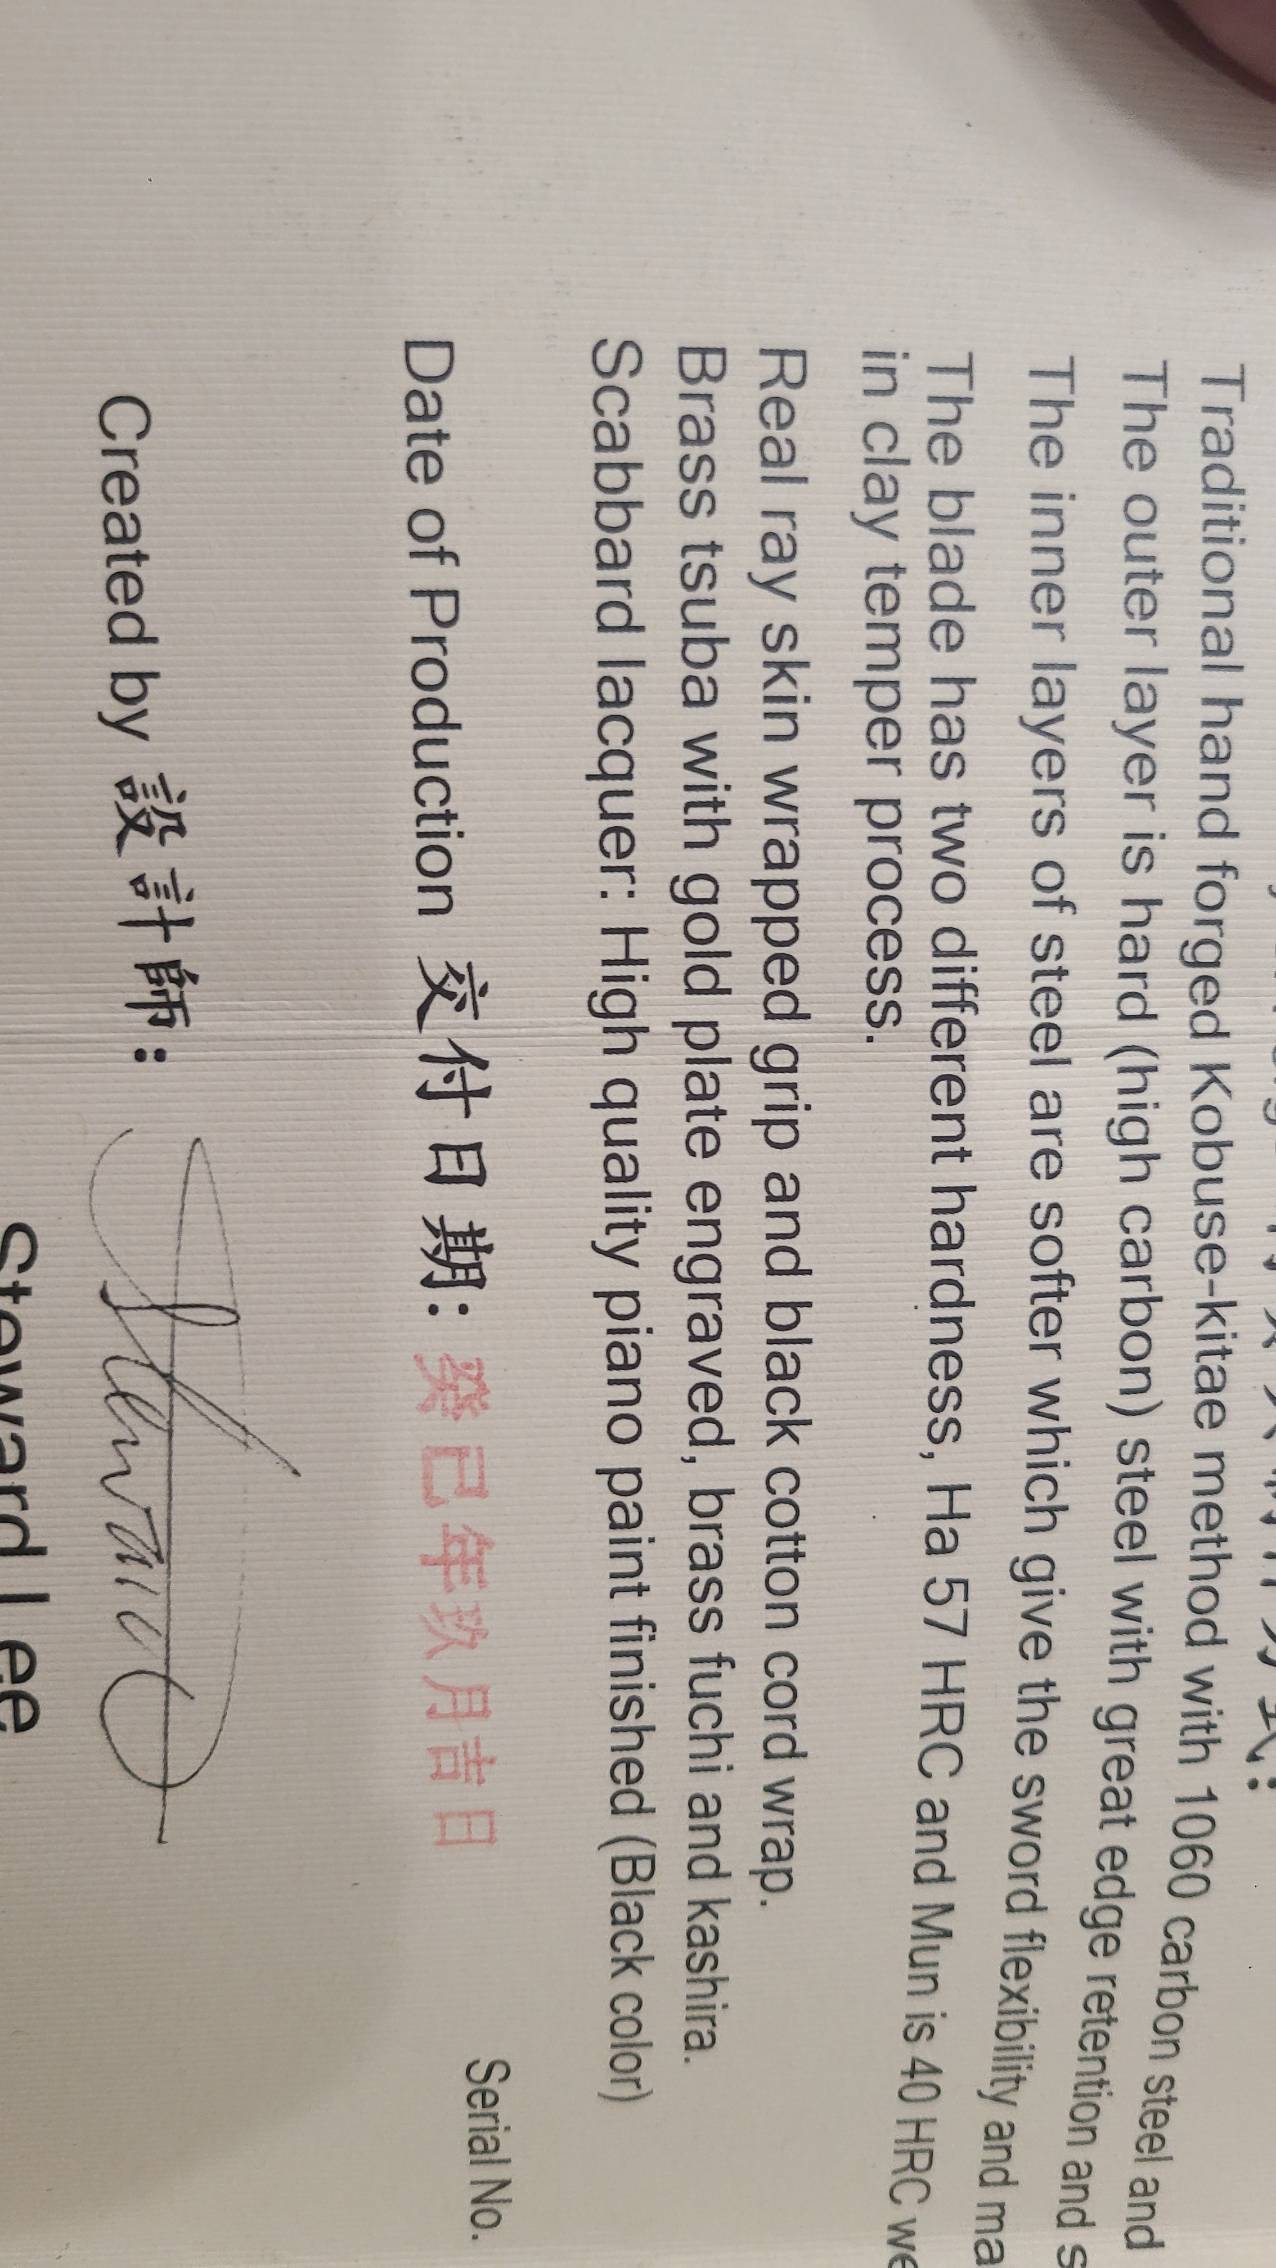 Traditional hand forged Kobuse-kitae method with 1060 carbon steel and
The outer layer is hard (high carbon) steel with great edge retention and
The inner layers of steel are softer which give the sword flexibility and
The blade has two different hardness, Ha 57 HRC and Mun is 40 HRC
in clay temper process.
Real ray skin wrapped grip and black cotton cord wrap.
Brass tsuba with gold plate engraved, brass fuchi and kashira.
Scabbard lacquer: High quality piano paint finished (Black color)
Serial No.
Date of Production 交付日期: 癸巳年玖月吉日
Created by 設計師: Steward
Steward Lee